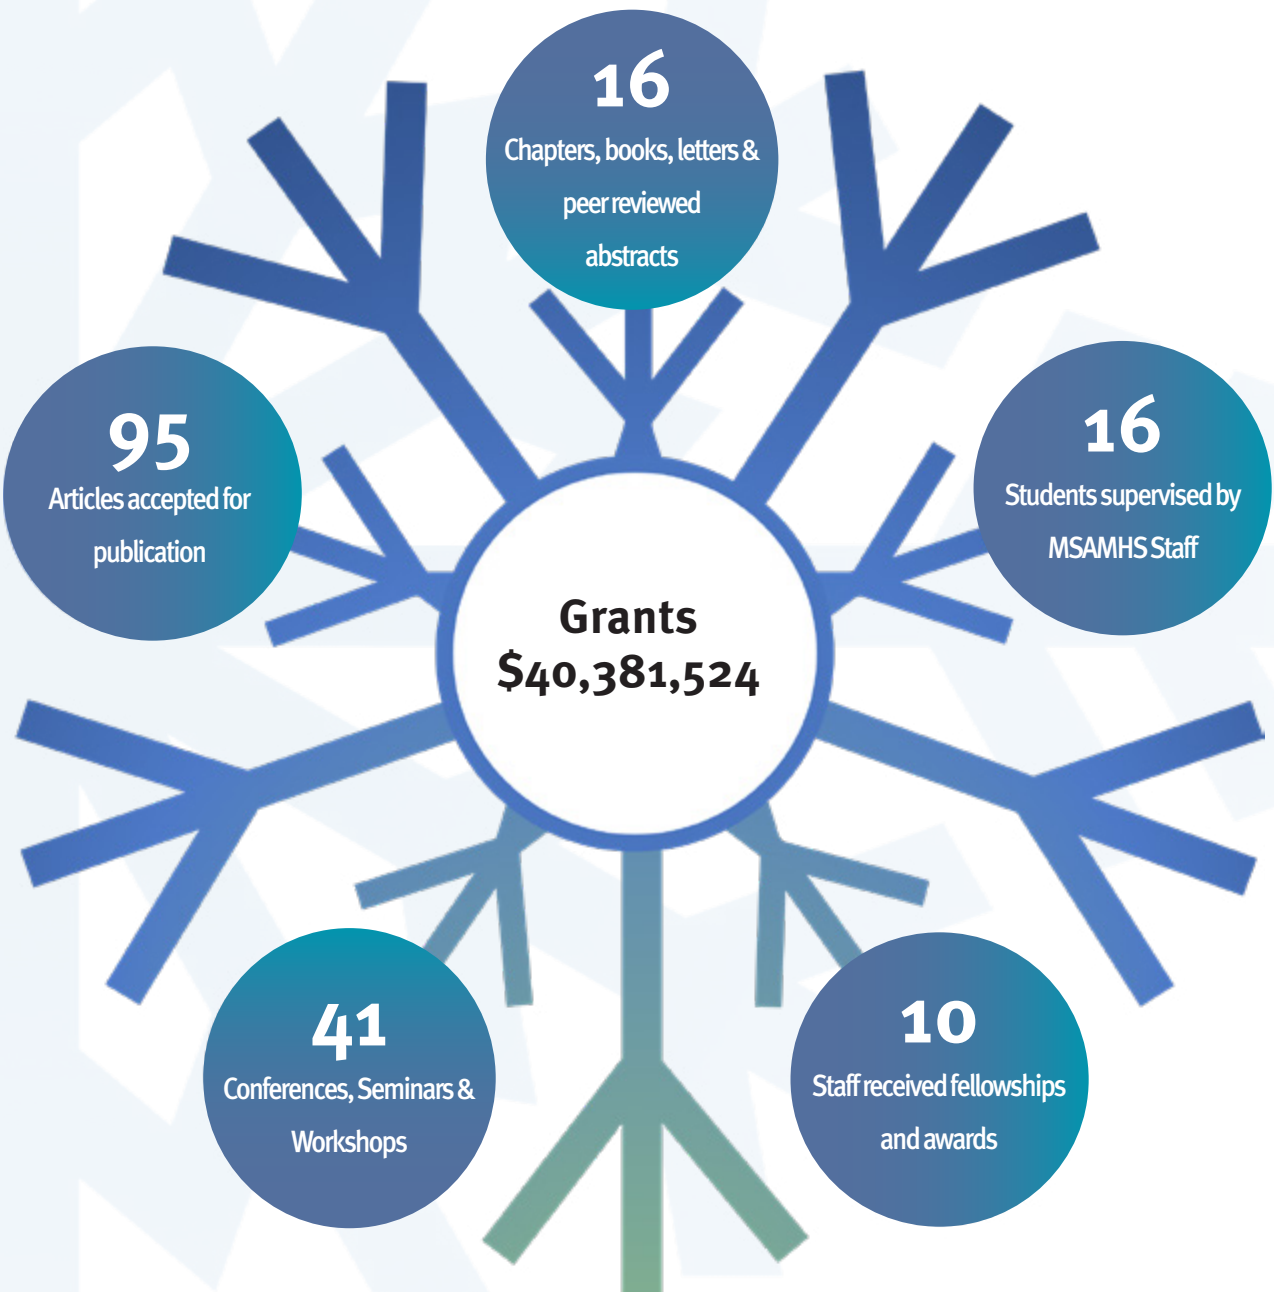 16
Chapters, books, letters &
peer reviewed
abstracts
95
Articles accepted for
publication
16
Students supervised by
MSAMHS Staff
Grants
$40,381,524
41
Conferences, Seminars &
Workshops
10
Staff received fellowships
and awards